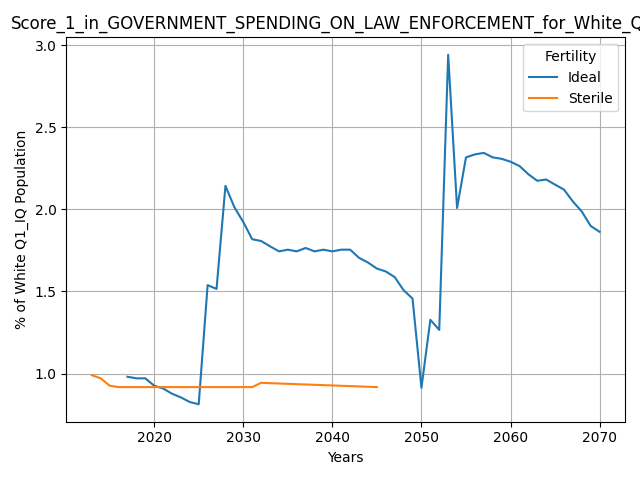 Score_1_in_GOVERNMENT_SPENDING_ON_LAW_ENFORCEMENT_for_White_Q
Fertility
Ideal
Sterile
% of White Q1_IQ Population
3.0
2.5
2.0
1.5
1.0
2020 2030 2040 2050 2060 2070
Years